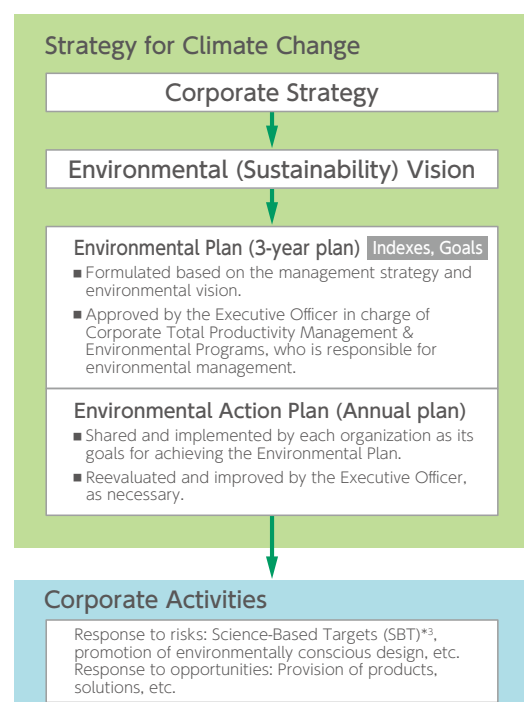 Strategy for Climate Change
Corporate Strategy
Environmental (Sustainability) Vision
Environmental Plan (3-year plan) Indexes, Goals
■ Formulated based on the management strategy and
environmental vision.
■ Approved by the Executive Officer in charge of
Corporate Total Productivity Management &
Environmental Programs, who is responsible for
environmental management.
Environmental Action Plan (Annual plan)
■ Shared and implemented by each organization as its
goals for achieving the Environmental Plan.
■ Reevaluated and improved by the Executive Officer,
as necessary.
Corporate Activities
Response to risks: Science-Based Targets (SBT)*3,
promotion of environmentally conscious design, etc.
Response to opportunities: Provision of products,
solutions, etc.